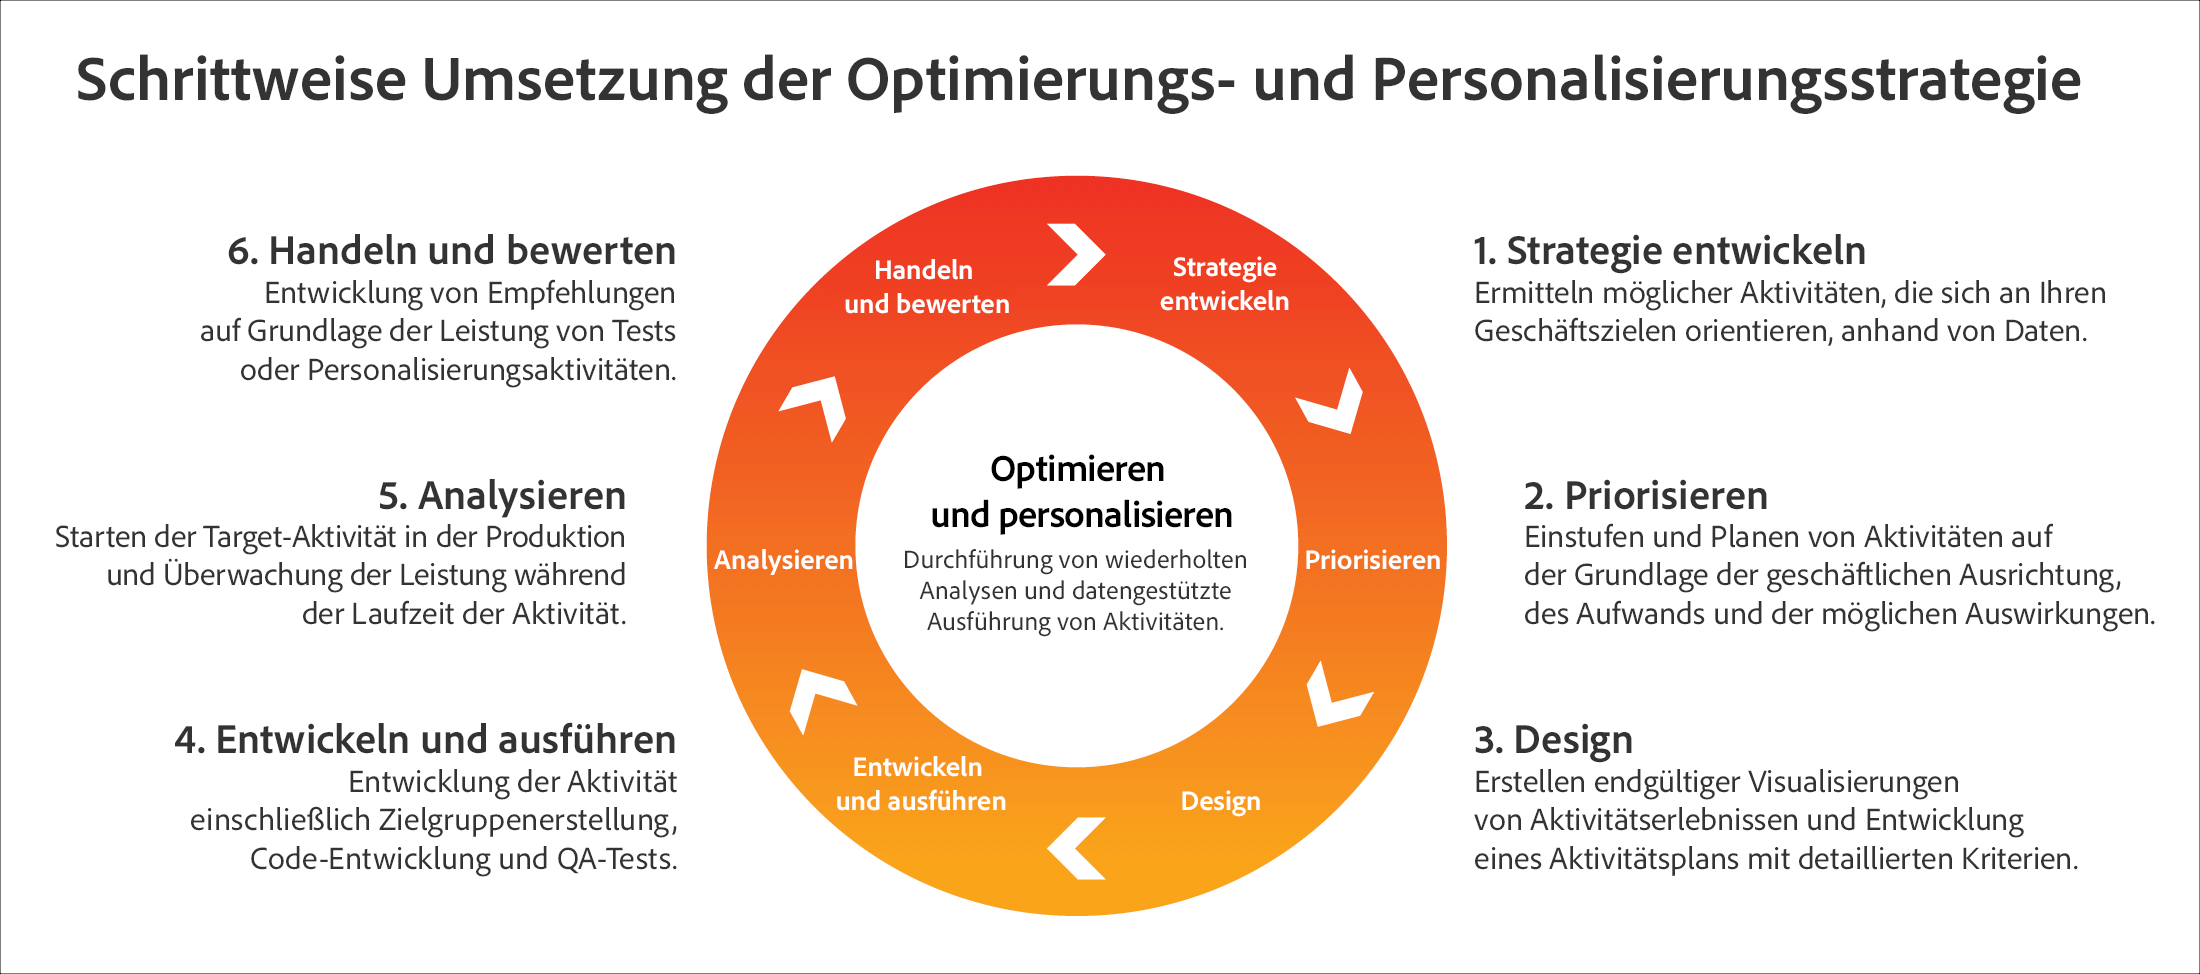 Schrittweise Umsetzung der Optimierungs- und Personalisierungsstrategie
1. Strategie entwickeln
Ermitteln möglicher Aktivitäten, die sich an Ihren
Geschäftszielen orientieren, anhand von Daten.
2. Priorisieren
Einstufen und Planen von Aktivitäten auf
der Grundlage der geschäftlichen Ausrichtung,
des Aufwands und der möglichen Auswirkungen.
3. Design
Erstellen endgültiger Visualisierungen
von Aktivitätserlebnissen und Entwicklung
eines Aktivitätsplans mit detaillierten Kriterien.
4. Entwickeln und ausführen
Entwicklung der Aktivität
einschließlich Zielgruppenerstellung,
Code-Entwicklung und QA-Tests.
5. Analysieren
Starten der Target-Aktivität in der Produktion
und Überwachung der Leistung während
der Laufzeit der Aktivität.
6. Handeln und bewerten
Entwicklung von Empfehlungen
auf Grundlage der Leistung von Tests
oder Personalisierungsaktivitäten.
Strategie
entwickeln
Priorisieren
Design
Entwickeln
und ausführen
Analysieren
Handeln
und bewerten
Optimieren
und personalisieren
Durchführung von wiederholten
Analysen und datengestützte
Ausführung von Aktivitäten.